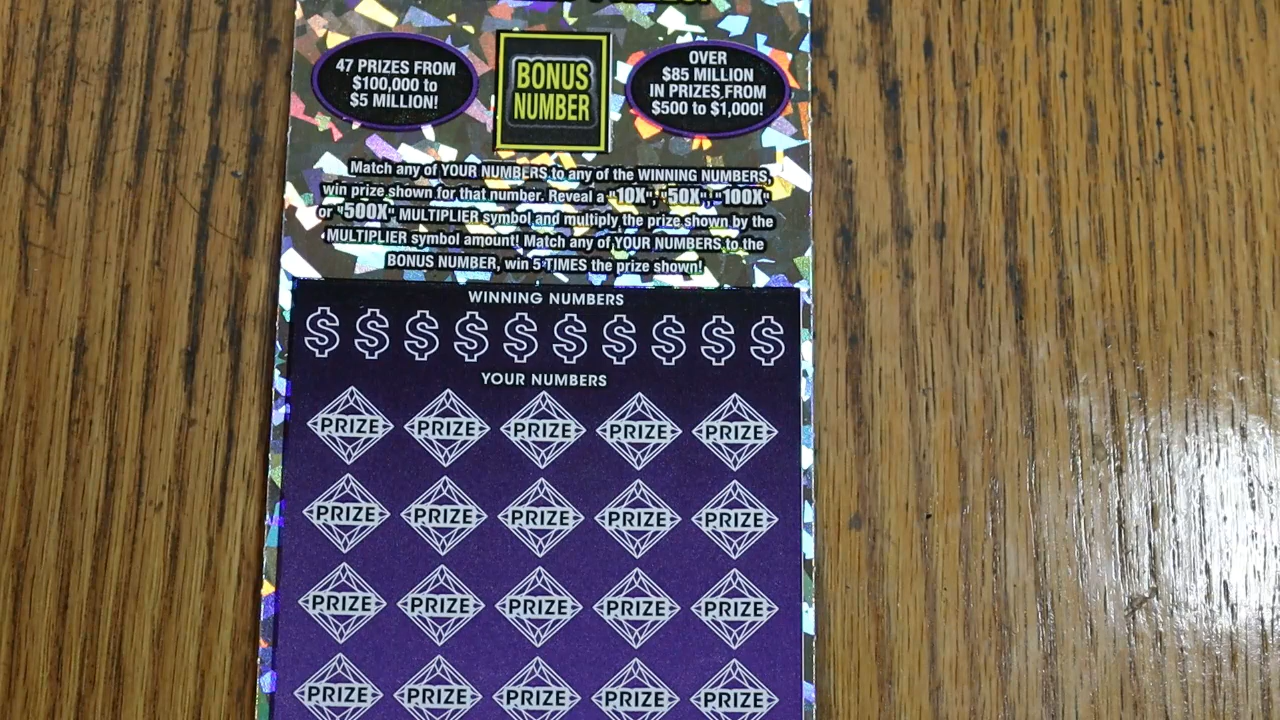 47 PRIZES FROM
$100,000 to
$5 MILLION!
BONUS
NUMBER
OVER
$85 MILLION
IN PRIZES FROM
$500 to $1,000!
Match any of YOUR NUMBERS to any of the WINNING NUMBERS,
win prize shown for that number. Reveal a "10X", "50X", "100X"
or "500X" MULTIPLIER symbol and multiply the prize shown by the
MULTIPLIER symbol amount! Match any of YOUR NUMBERS to the
BONUS NUMBER, win 5 TIMES the prize shown!
WINNING NUMBERS
$ $ $ $ $ $ $ $ $ $
YOUR NUMBERS
PRIZE PRIZE PRIZE PRIZE PRIZE
PRIZE PRIZE PRIZE PRIZE PRIZE
PRIZE PRIZE PRIZE PRIZE PRIZE
PRIZE PRIZE PRIZE PRIZE PRIZE